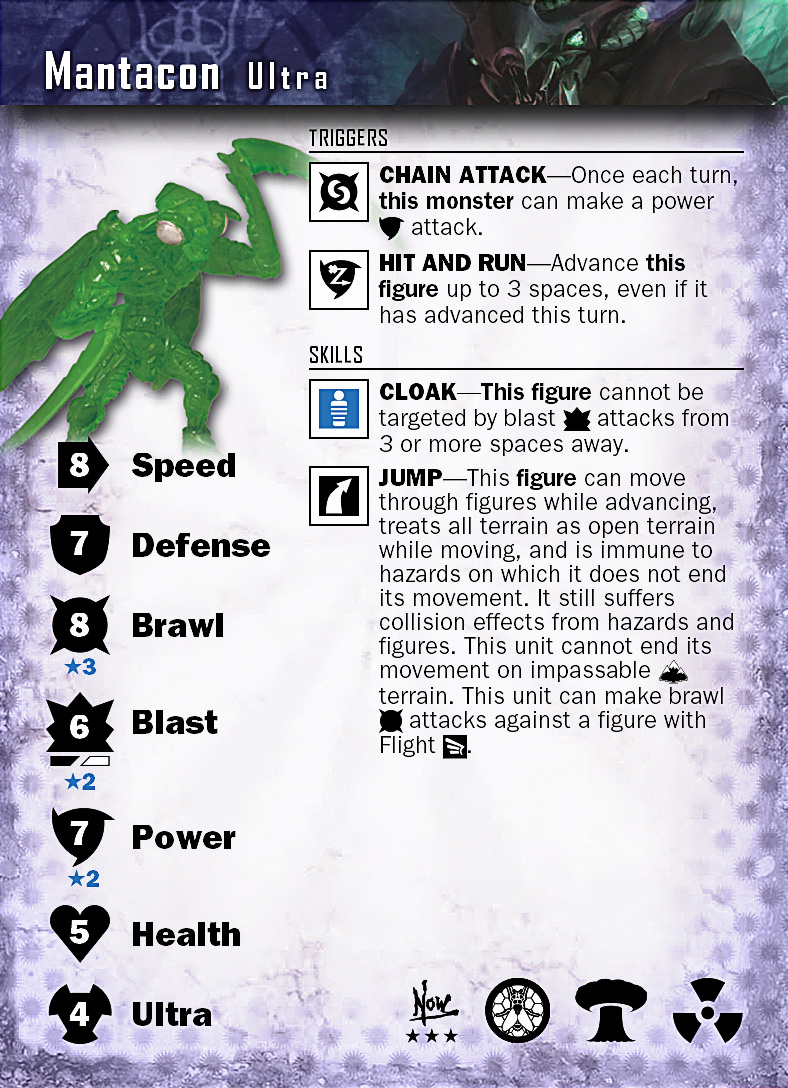 Mantacon Ultra
TRIGGERS
CHAIN ATTACK—Once each turn,
this monster can make a power
attack.
HIT AND RUN—Advance this
figure up to 3 spaces, even if it
has advanced this turn.
SKILLS
CLOAK—This figure cannot be
targeted by blast attacks from
3 or more spaces away.
JUMP—This figure can move
through figures while advancing,
treats all terrain as open terrain
while moving, and is immune to
hazards on which it does not end
its movement. It still suffers
collision effects from hazards and
figures. This unit cannot end its
movement on impassable
terrain. This unit can make brawl
attacks against a figure with
Flight .
8 Speed
7 Defense
8 Brawl
★3
6 Blast
★2
7 Power
★2
5 Health
4 Ultra
Now
★★★